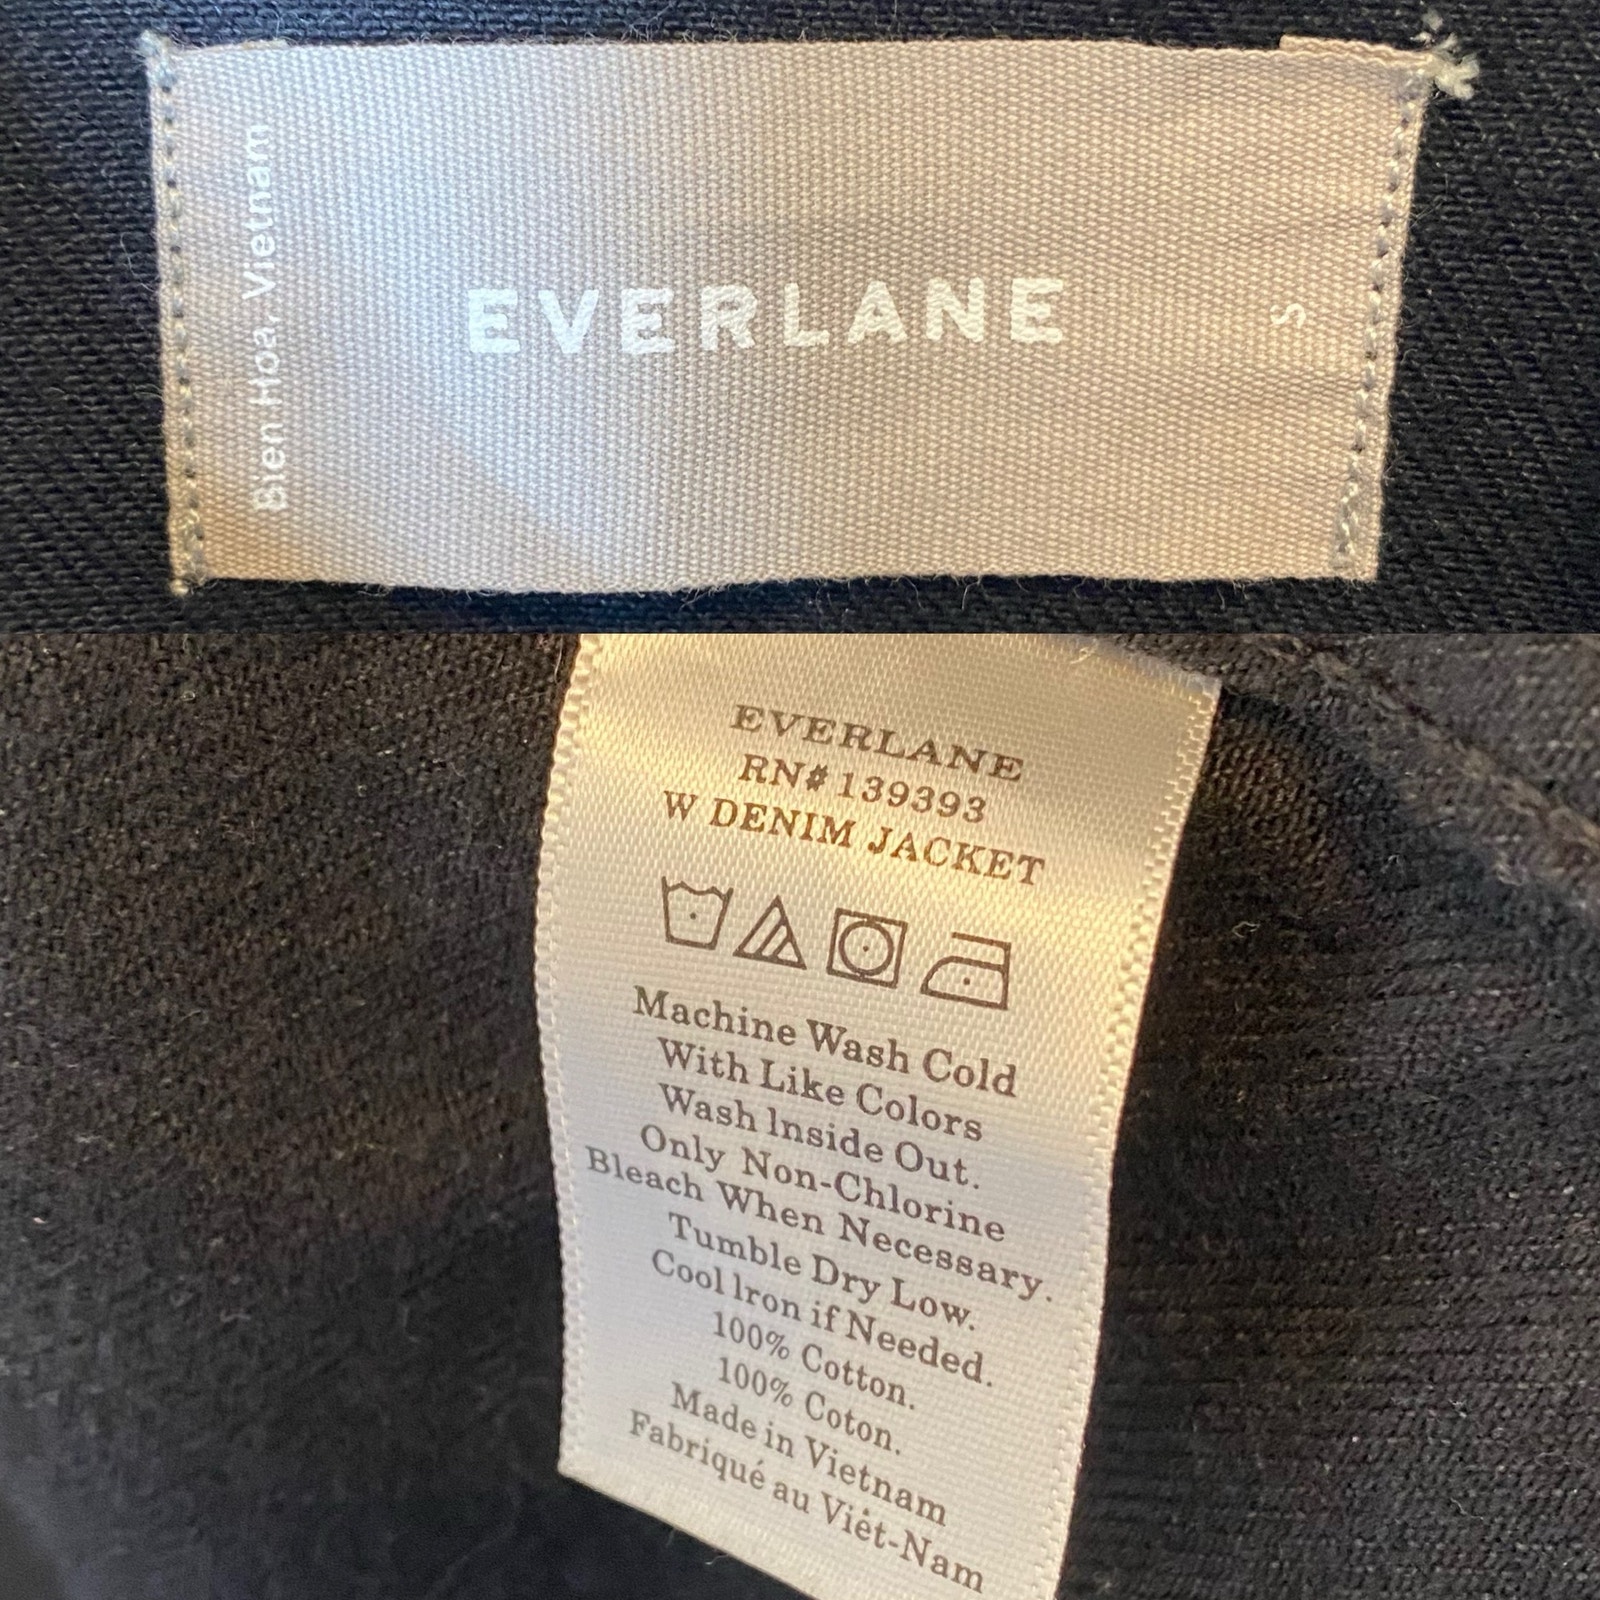 Bien Hoa, Vietnam
EVERLANE
S
EVERLANE
RN# 139393
W DENIM JACKET
Machine Wash Cold
With Like Colors
Wash Inside Out.
Only Non-Chlorine
Bleach When Necessary.
Tumble Dry Low.
Cool Iron if Needed.
100% Cotton.
100% Coton.
Made in Vietnam
Fabriqué au Viêt-Nam